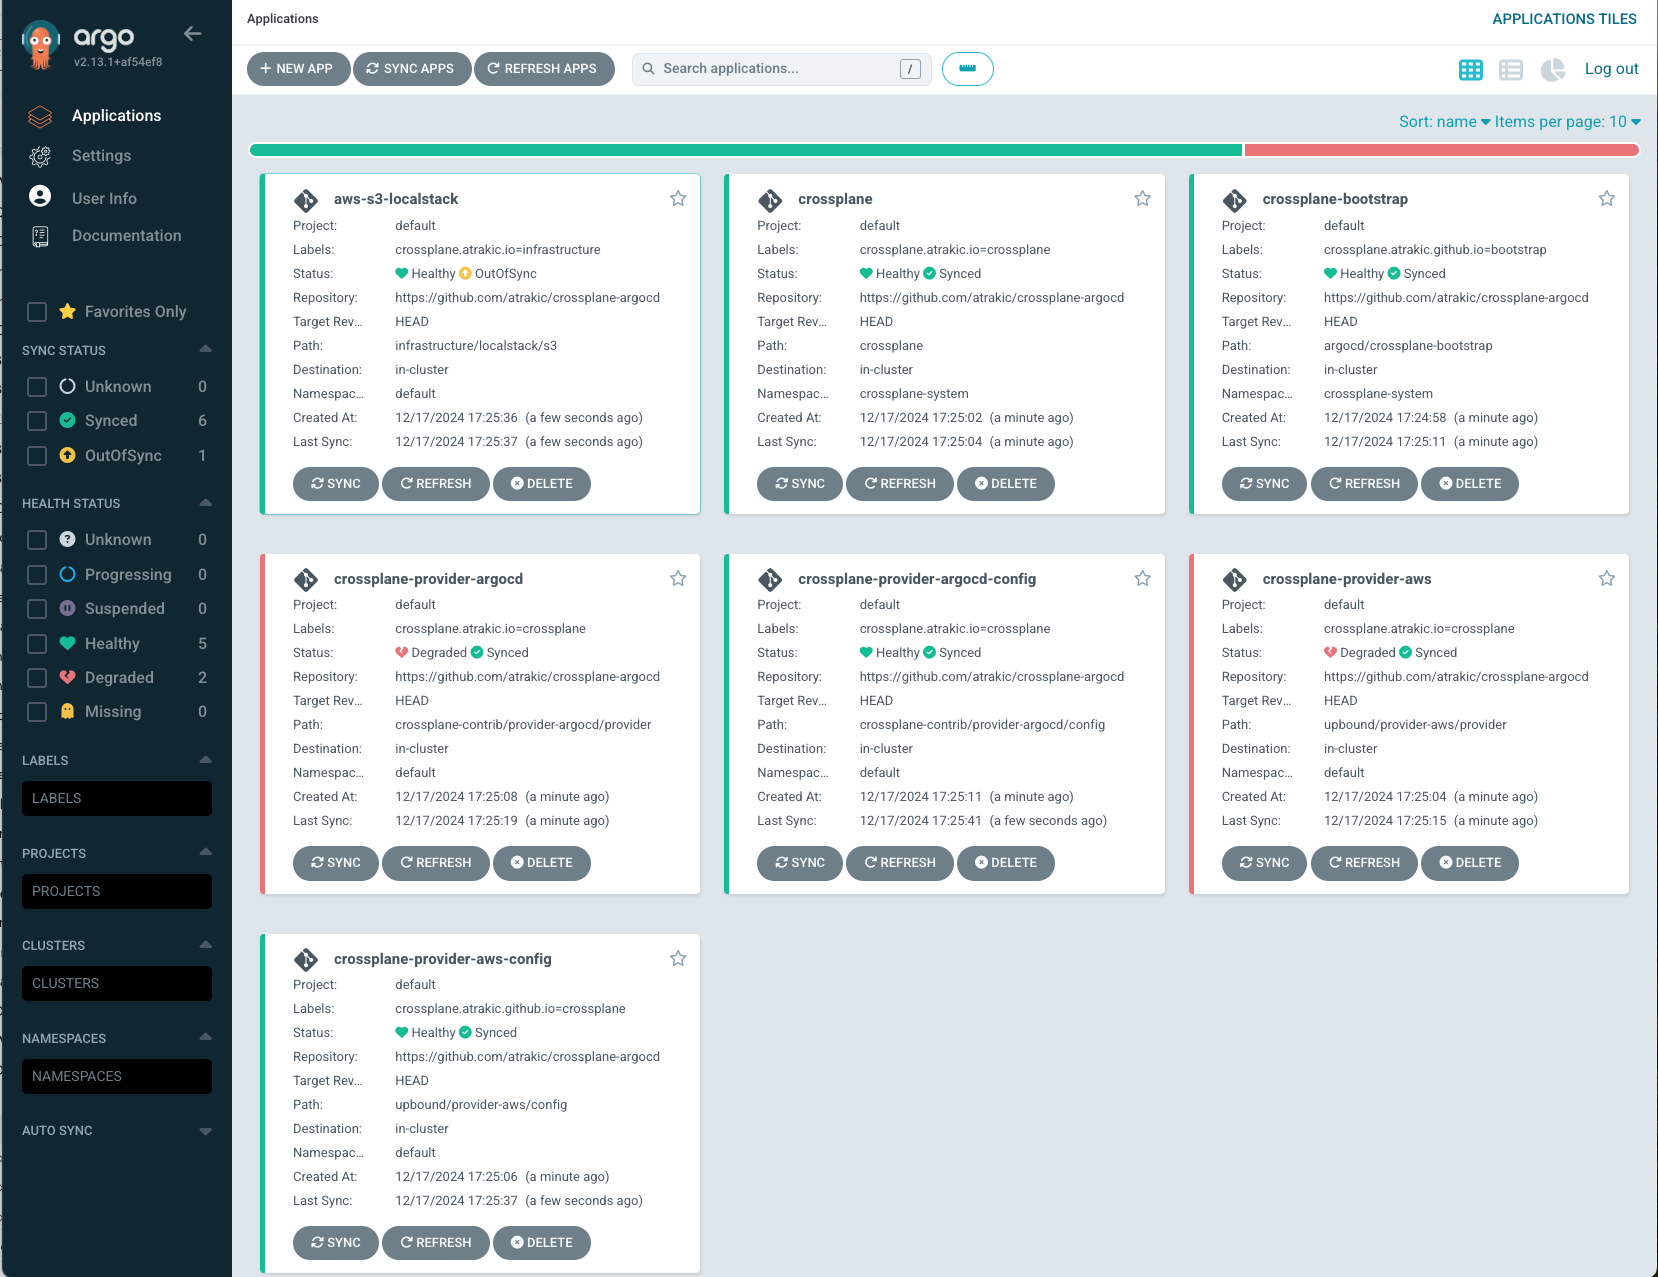 argo
v2.13.1+af54ef8
Applications
Settings
User Info
Documentation
Favorites Only
SYNC STATUS
Unknown 0
Synced 6
OutOfSync 1
HEALTH STATUS
Unknown 0
Progressing 0
Suspended 0
Healthy 5
Degraded 2
Missing 0
LABELS
LABELS
PROJECTS
PROJECTS
CLUSTERS
CLUSTERS
NAMESPACES
NAMESPACES
AUTO SYNC
Applications
APPLICATIONS TILES
+ NEW APP SYNC APPS REFRESH APPS Search applications... / Log out
Sort: name Items per page: 10
aws-s3-localstack
Project: default
Labels: crossplane.atrakic.io=infrastructure
Status: Healthy OutOfSync
Repository: https://github.com/atrakic/crossplane-argocd
Target Rev... HEAD
Path: infrastructure/localstack/s3
Destination: in-cluster
Namespac... default
Created At: 12/17/2024 17:25:36 (a few seconds ago)
Last Sync: 12/17/2024 17:25:37 (a few seconds ago)
SYNC REFRESH DELETE
crossplane
Project: default
Labels: crossplane.atrakic.io=crossplane
Status: Healthy Synced
Repository: https://github.com/atrakic/crossplane-argocd
Target Rev... HEAD
Path: crossplane
Destination: in-cluster
Namespac... crossplane-system
Created At: 12/17/2024 17:25:02 (a minute ago)
Last Sync: 12/17/2024 17:25:04 (a minute ago)
SYNC REFRESH DELETE
crossplane-bootstrap
Project: default
Labels: crossplane.atrakic.github.io=bootstrap
Status: Healthy Synced
Repository: https://github.com/atrakic/crossplane-argocd
Target Rev... HEAD
Path: argocd/crossplane-bootstrap
Destination: in-cluster
Namespac... crossplane-system
Created At: 12/17/2024 17:24:58 (a minute ago)
Last Sync: 12/17/2024 17:25:11 (a minute ago)
SYNC REFRESH DELETE
crossplane-provider-argocd
Project: default
Labels: crossplane.atrakic.io=crossplane
Status: Degraded Synced
Repository: https://github.com/atrakic/crossplane-argocd
Target Rev... HEAD
Path: crossplane-contrib/provider-argocd/provider
Destination: in-cluster
Namespac... default
Created At: 12/17/2024 17:25:08 (a minute ago)
Last Sync: 12/17/2024 17:25:19 (a minute ago)
SYNC REFRESH DELETE
crossplane-provider-argocd-config
Project: default
Labels: crossplane.atrakic.io=crossplane
Status: Healthy Synced
Repository: https://github.com/atrakic/crossplane-argocd
Target Rev... HEAD
Path: crossplane-contrib/provider-argocd/config
Destination: in-cluster
Namespac... default
Created At: 12/17/2024 17:25:11 (a minute ago)
Last Sync: 12/17/2024 17:25:41 (a few seconds ago)
SYNC REFRESH DELETE
crossplane-provider-aws
Project: default
Labels: crossplane.atrakic.io=crossplane
Status: Degraded Synced
Repository: https://github.com/atrakic/crossplane-argocd
Target Rev... HEAD
Path: upbound/provider-aws/provider
Destination: in-cluster
Namespac... default
Created At: 12/17/2024 17:25:04 (a minute ago)
Last Sync: 12/17/2024 17:25:15 (a minute ago)
SYNC REFRESH DELETE
crossplane-provider-aws-config
Project: default
Labels: crossplane.atrakic.github.io=crossplane
Status: Healthy Synced
Repository: https://github.com/atrakic/crossplane-argocd
Target Rev... HEAD
Path: upbound/provider-aws/config
Destination: in-cluster
Namespac... default
Created At: 12/17/2024 17:25:06 (a minute ago)
Last Sync: 12/17/2024 17:25:37 (a few seconds ago)
SYNC REFRESH DELETE